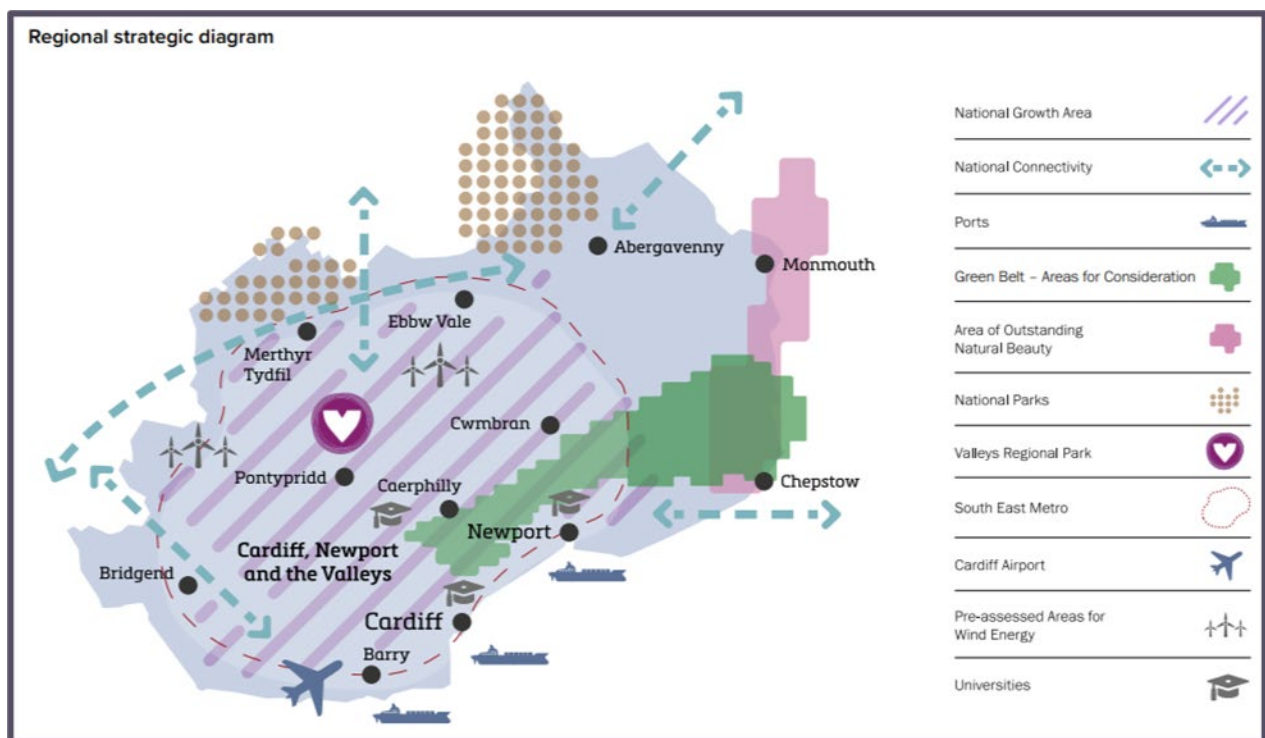 Regional strategic diagram
Abergavenny
Monmouth
Ebbw Vale
Merthyr
Tydfil
Cwmbran
Pontypridd
Caerphilly
Chepstow
Newport
Cardiff, Newport
and the Valleys
Bridgend
Cardiff
Barry
National Growth Area
National Connectivity
Ports
Green Belt – Areas for Consideration
Area of Outstanding
Natural Beauty
National Parks
Valleys Regional Park
South East Metro
Cardiff Airport
Pre-assessed Areas for
Wind Energy
Universities